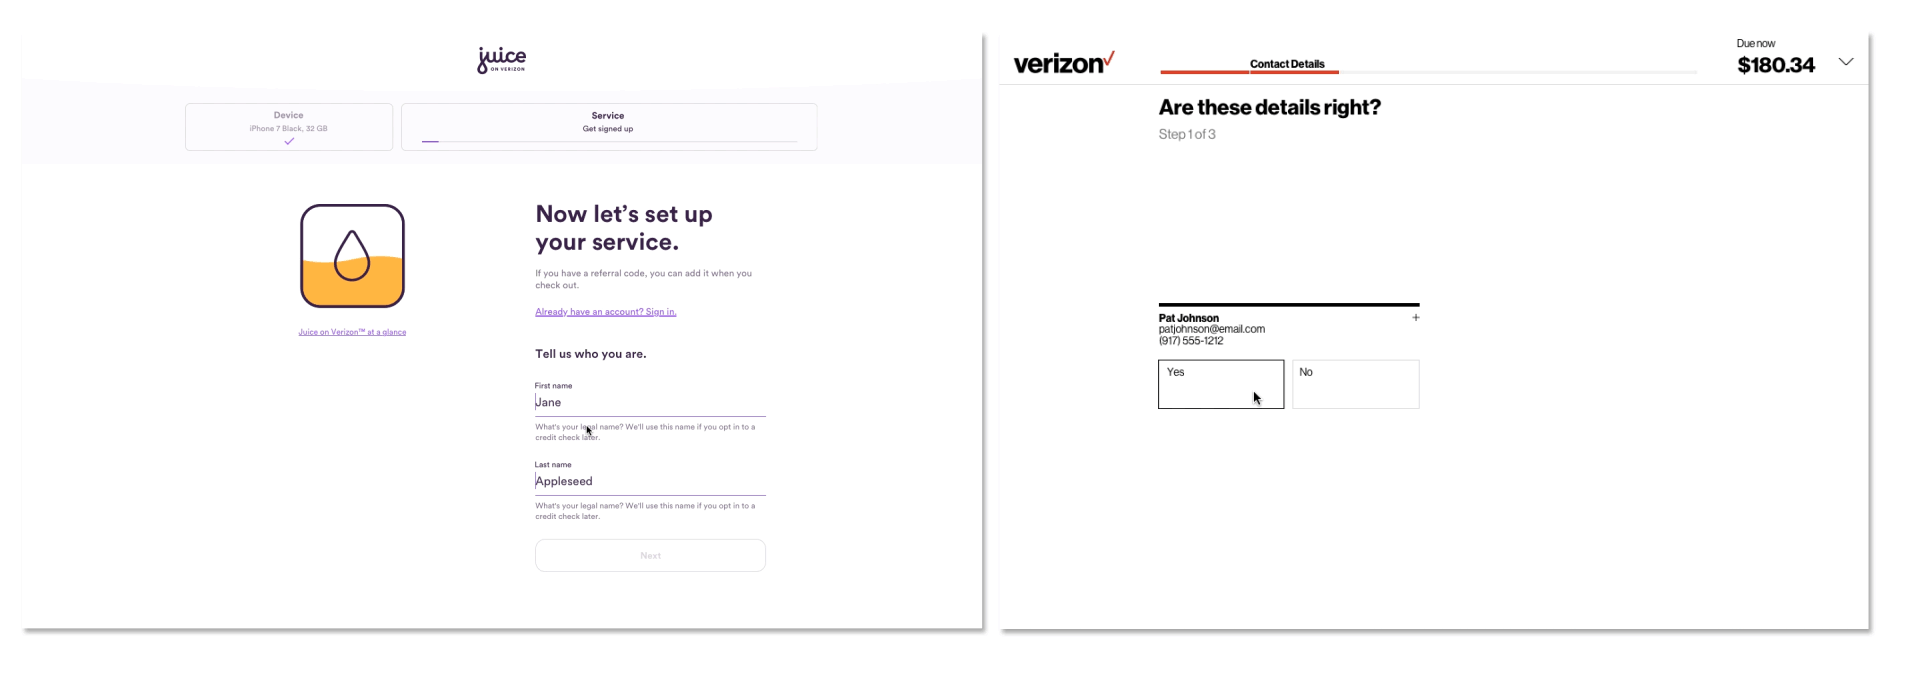 juice
ON VERIZON
Device
iPhone 7 Black, 32 GB
Service
Get signed up
Juice on Verizon™ at a glance
Now let’s set up
your service.
If you have a referral code, you can add it when you
check out.
Already have an account? Sign in.
Tell us who you are.
First name
Jane
What's your legal name? We'll use this name if you opt in to a
credit check later.
Last name
Appleseed
What's your legal name? We'll use this name if you opt in to a
credit check later.
Next
verizon
Contact Details
Due now
$180.34
Are these details right?
Step 1 of 3
Pat Johnson
+
patjohnson@email.com
(917) 555-1212
Yes
No